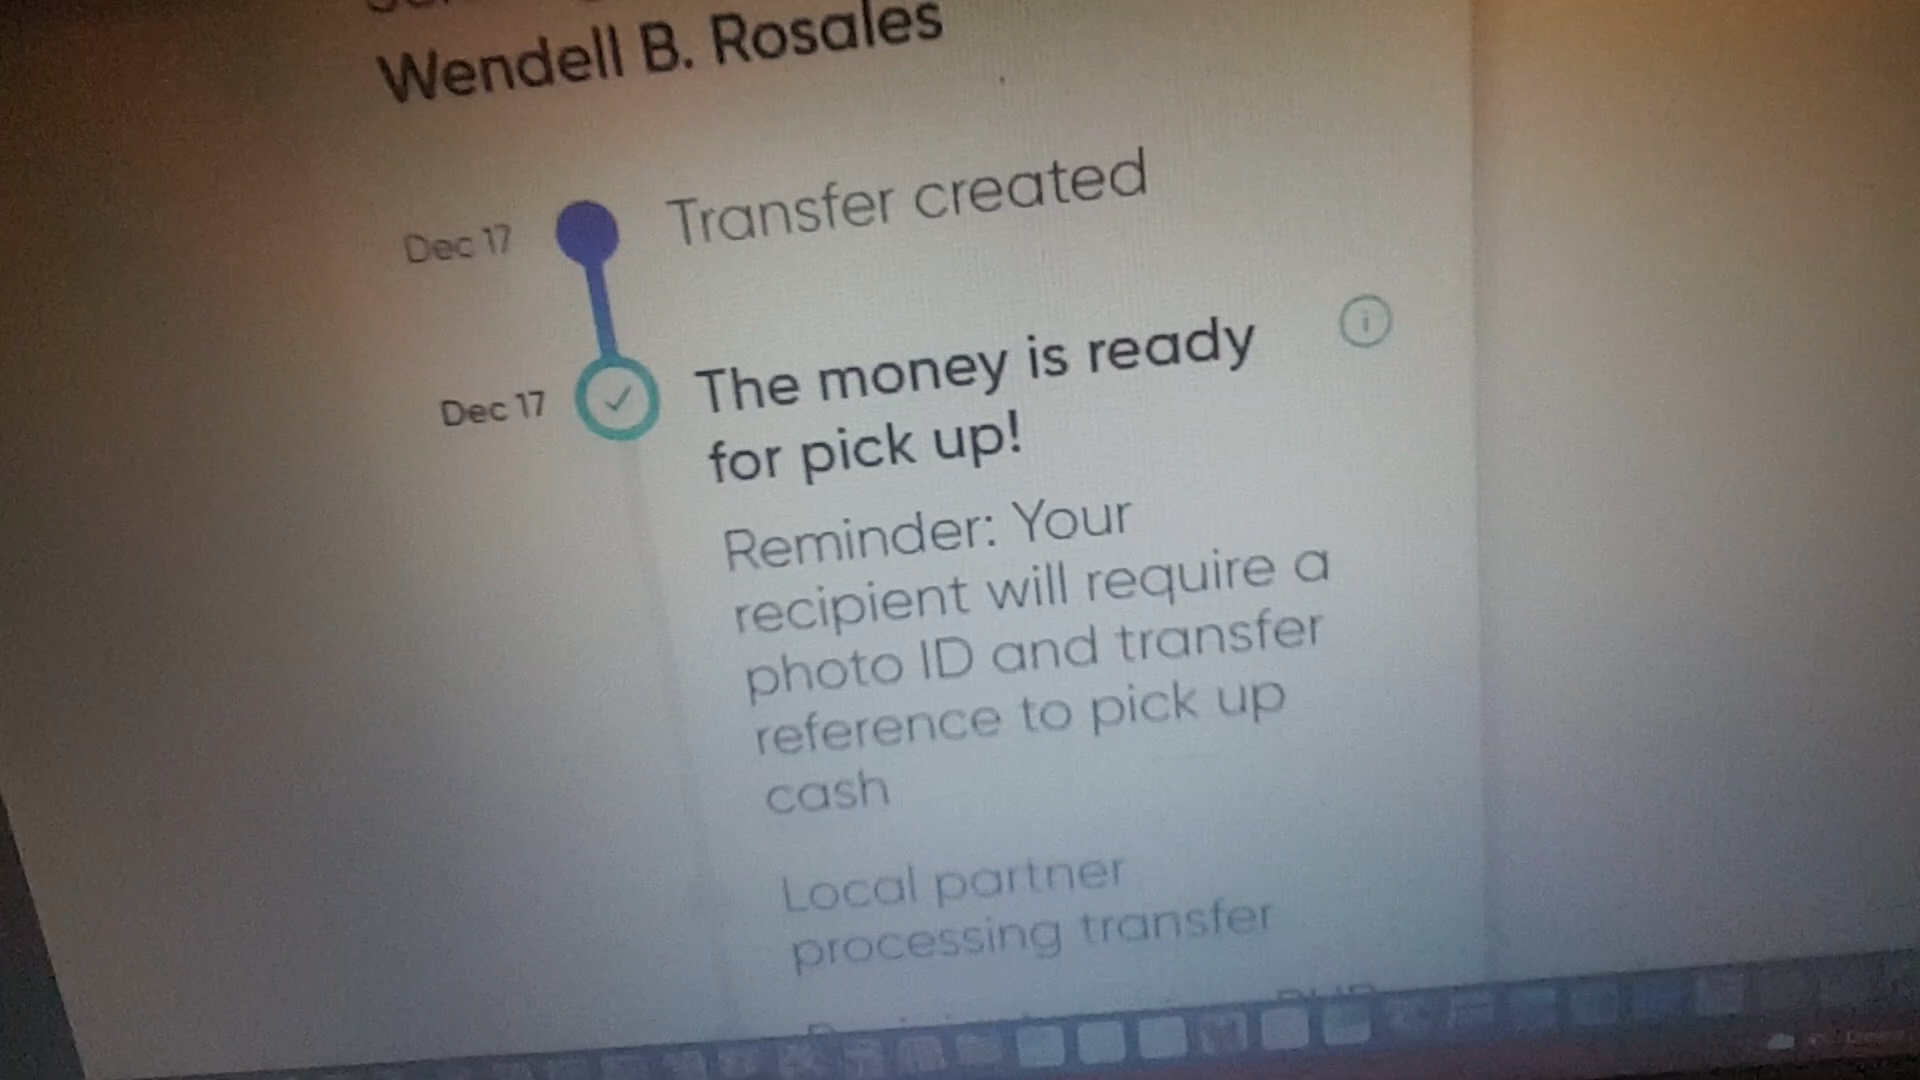 Wendell B. Rosales
Dec 17 Transfer created
Dec 17 The money is ready
for pick up!
Reminder: Your
recipient will require a
photo ID and transfer
reference to pick up
cash
Local partner
processing transfer